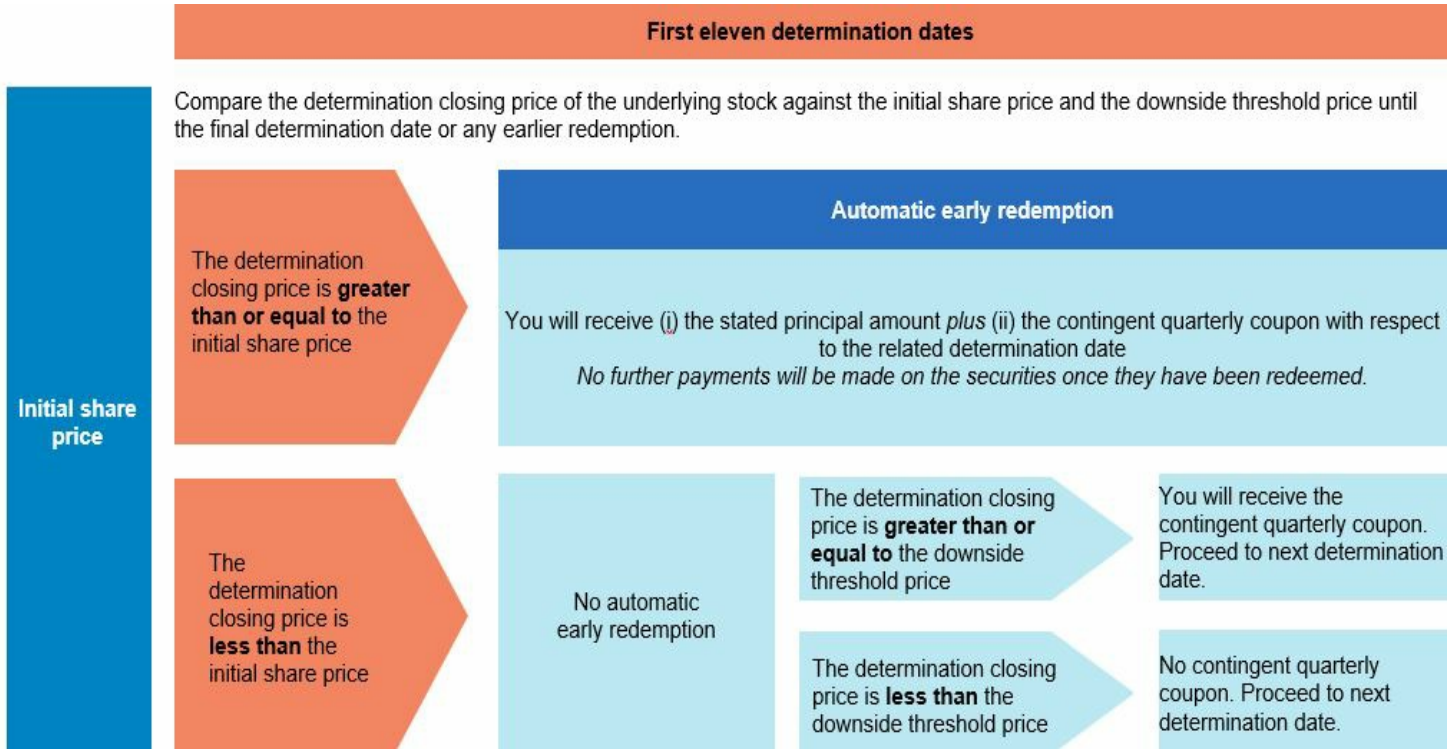 First eleven determination dates
Compare the determination closing price of the underlying stock against the initial share price and the downside threshold price until
the final determination date or any earlier redemption.
Initial share
price
The determination
closing price is greater
than or equal to the
initial share price
Automatic early redemption
You will receive (i) the stated principal amount plus (ii) the contingent quarterly coupon with respect
to the related determination date
No further payments will be made on the securities once they have been redeemed.
The
determination
closing price is
less than the
initial share price
No automatic
early redemption
The determination closing
price is greater than or
equal to the downside
threshold price
You will receive the
contingent quarterly coupon.
Proceed to next determination
date.
The determination closing
price is less than the
downside threshold price
No contingent quarterly
coupon. Proceed to next
determination date.